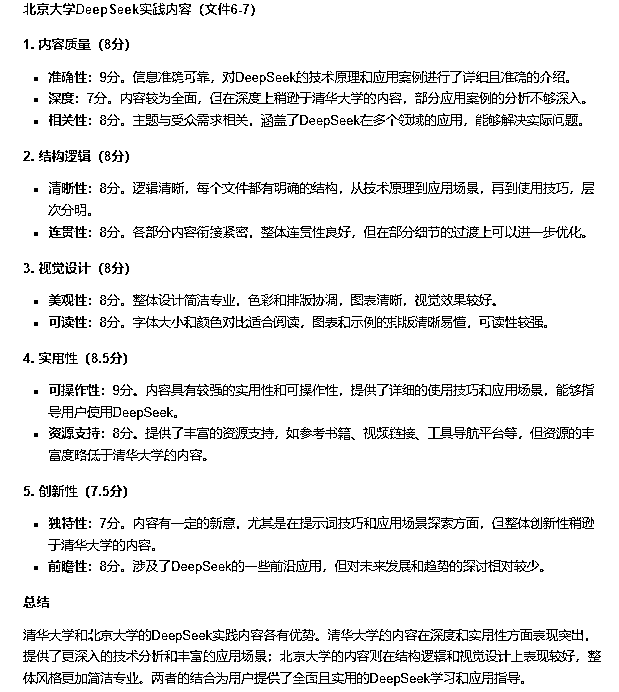 北京大学DeepSeek实践内容（文件6-7）
1. 内容质量（8分）
准确性：9分。信息准确可靠，对DeepSeek的技术原理和应用案例进行了详细且准确的介绍。
深度：7分。内容较为全面，但在深度上稍逊于清华大学的内容，部分应用案例的分析不够深入。
相关性：8分。主题与受众需求相关，涵盖了DeepSeek在多个领域的应用，能够解决实际问题。
2. 结构逻辑（8分）
清晰性：8分。逻辑清晰，每个文件都有明确的结构，从技术原理到应用场景，再到使用技巧，层
次分明。
连贯性：8分。各部分内容衔接紧密，整体连贯性良好，但在部分细节的过渡上可以进一步优化。
3. 视觉设计（8分）
美观性：8分。整体设计简洁专业，色彩和排版协调，图表清晰，视觉效果较好。
可读性：8分。字体大小和颜色对比适合阅读，图表和示例的排版清晰易懂，可读性较强。
4. 实用性（8.5分）
可操作性：9分。内容具有较强的实用性和可操作性，提供了详细的使用技巧和应用场景，能够指
导用户使用DeepSeek。
资源支持：8分。提供了丰富的资源支持，如参考书籍、视频链接、工具导航平台等，但资源的丰
富度略低于清华大学的内容。
5. 创新性（7.5分）
独特性：7分。内容有一定的新意，尤其是在提示词技巧和应用场景探索方面，但整体创新性稍逊
于清华大学的内容。
前瞻性：8分。涉及了DeepSeek的一些前沿应用，但对未来发展和趋势的探讨相对较少。
总结
清华大学和北京大学的DeepSeek实践内容各有优势。清华大学的内容在深度和实用性方面表现突出，
提供了更深入的技术分析和丰富的应用场景；北京大学的内容则在结构逻辑和视觉设计上表现较好，整
体风格更加简洁专业。两者的结合为用户提供了全面且实用的DeepSeek学习和应用指导。